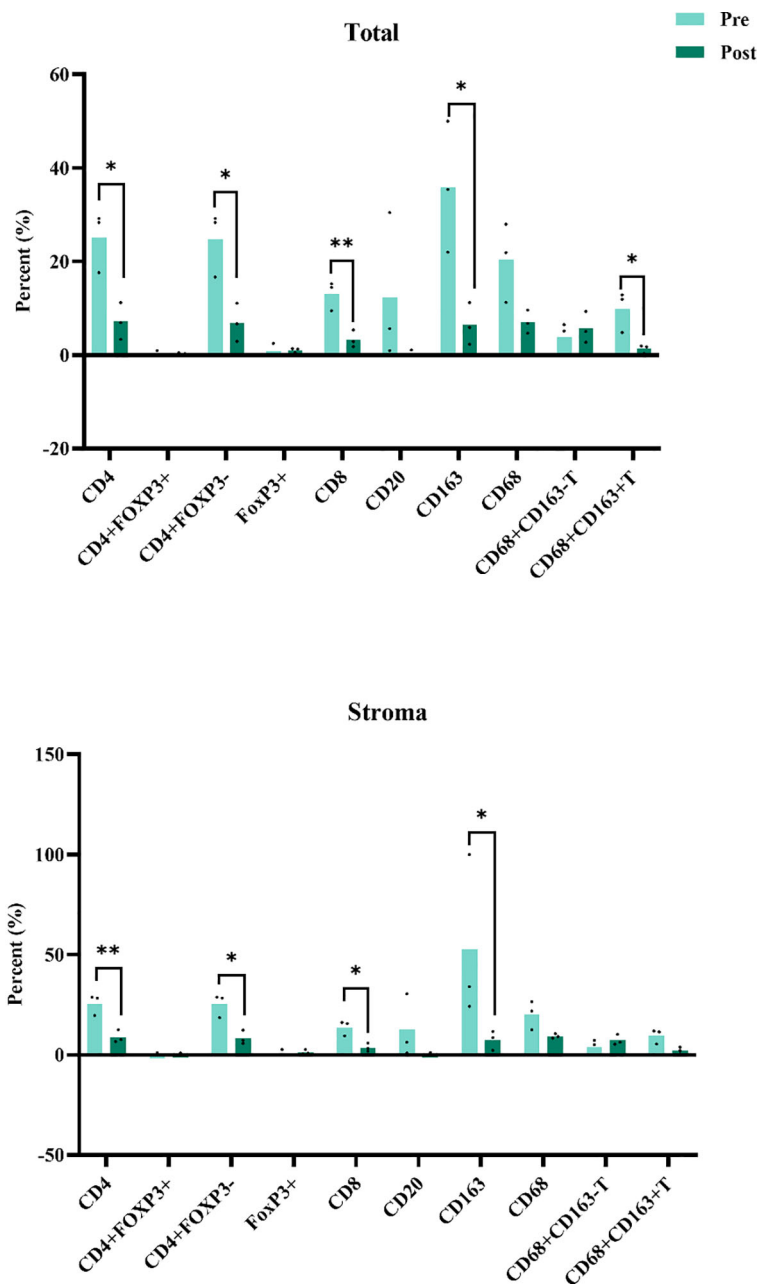 Pre
Post
Total
Percent (%)
60
40
20
0
-20
*
*
**
*
*
CD4
CD4+FOXP3+
CD4+FOXP3-
FoxP3+
CD8
CD20
CD163
CD68
CD68+CD163-T
CD68+CD163+T
Stroma
Percent (%)
150
100
50
0
-50
**
*
*
*
CD4
CD4+FOXP3+
CD4+FOXP3-
FoxP3+
CD8
CD20
CD163
CD68
CD68+CD163-T
CD68+CD163+T